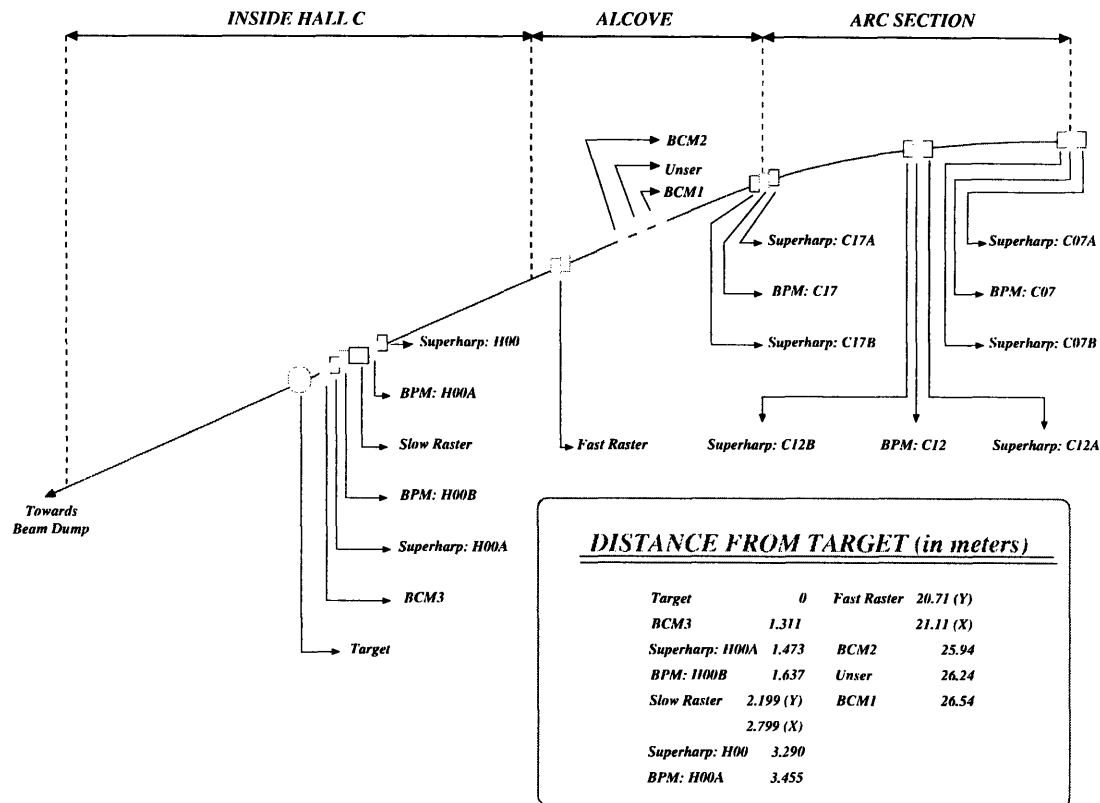 INSIDE HALL C
ALCOVE
ARC SECTION
BCM2
Unser
BCM1
Superharp: C17A
Superharp: C07A
BPM: C17
BPM: C07
Superharp: H00
Superharp: C17B
Superharp: C07B
BPM: H00A
Slow Raster
Fast Raster
Superharp: C12B
BPM: C12
Superharp: C12A
BPM: H00B
Towards
Beam Dump
Superharp: H00A
BCM3
Target
DISTANCE FROM TARGET (in meters)
Target 0 Fast Raster 20.71 (Y)
BCM3 1.311 21.11 (X)
Superharp: H00A 1.473 BCM2 25.94
BPM: H00B 1.637 Unser 26.24
Slow Raster 2.199 (Y) BCM1 26.54
2.799 (X)
Superharp: H00 3.290
BPM: H00A 3.455